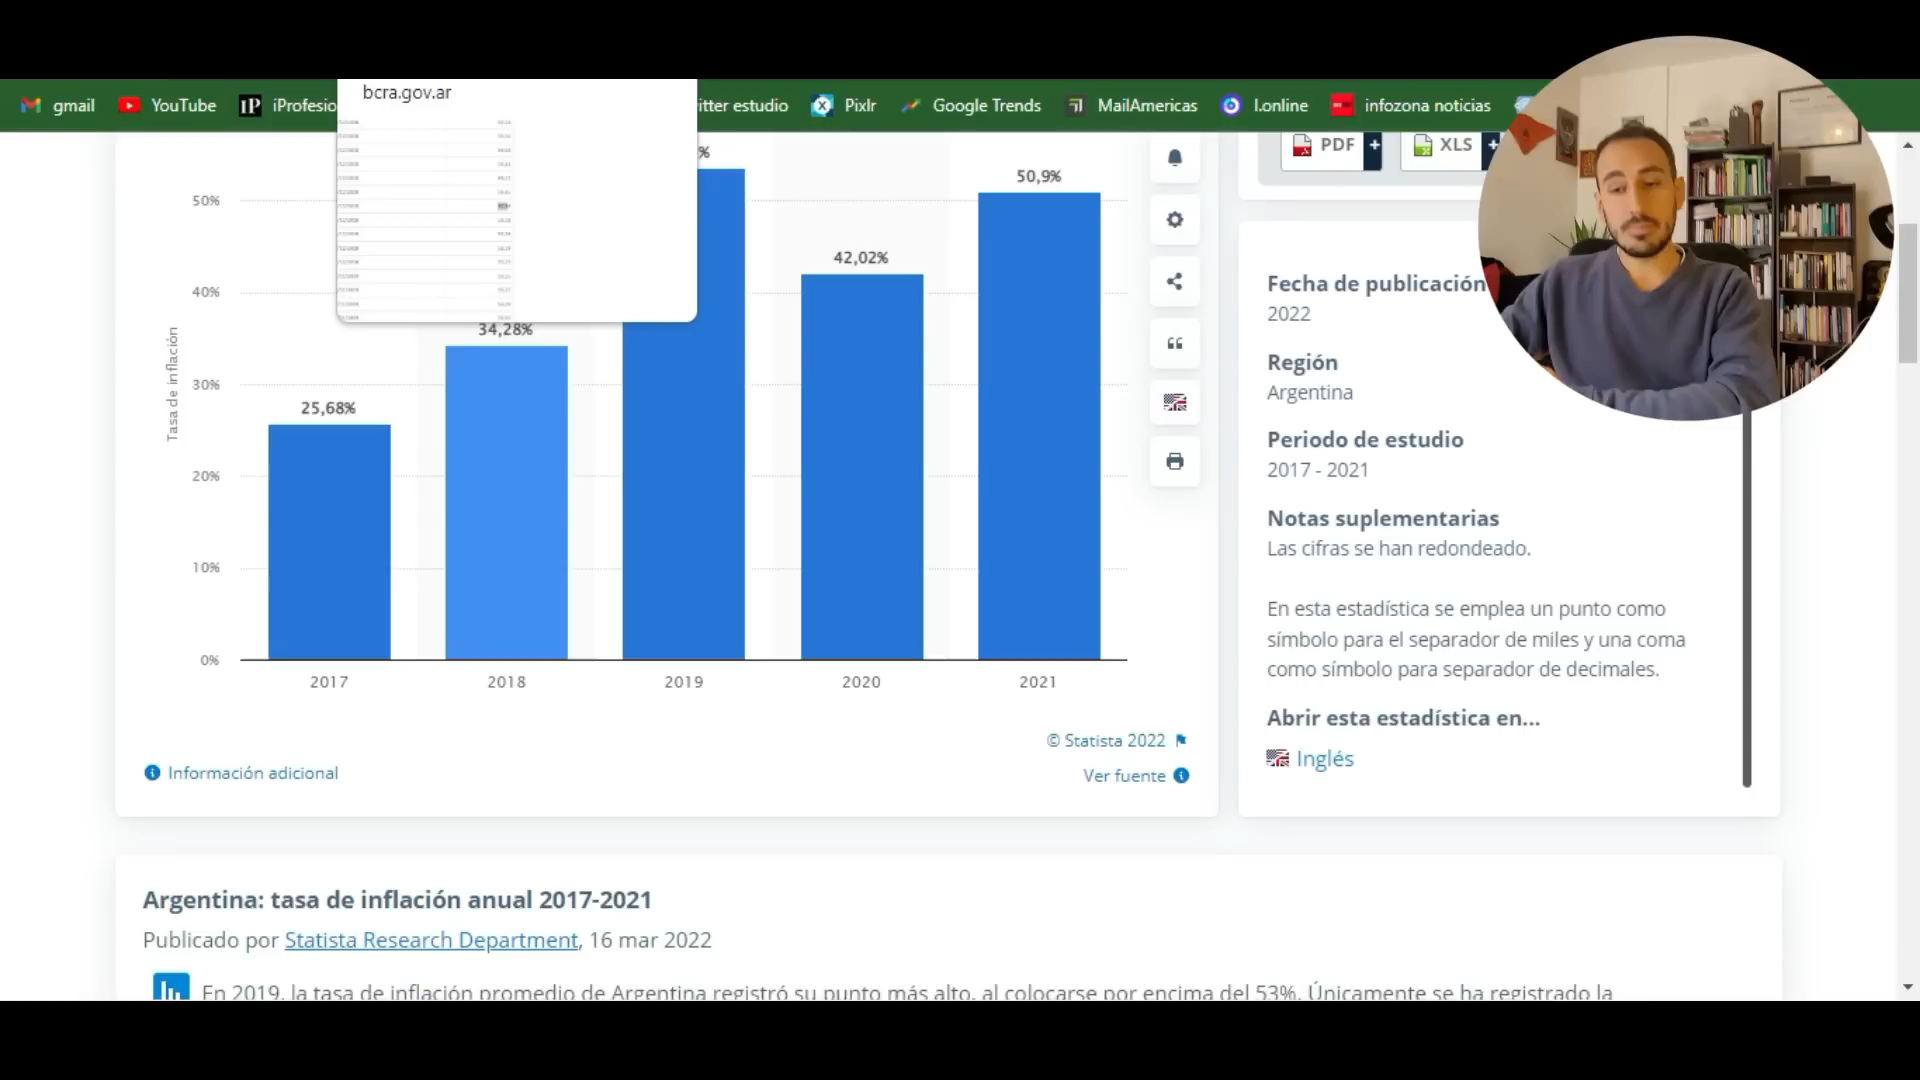 bcra.gov.ar
gmail
YouTube
iProfesio
itter estudio
Pixlr
Google Trends
MailAmericas
I.online
infozona noticias
PDF +
XLS +
%
50,9%
50%
42,02%
40%
34,28%
30%
25,68%
20%
10%
0%
Tasa de inflación
2017
2018
2019
2020
2021
© Statista 2022
Información adicional
Ver fuente
Fecha de publicación
2022
Región
Argentina
Periodo de estudio
2017 - 2021
Notas suplementarias
Las cifras se han redondeado.
En esta estadística se emplea un punto como
símbolo para el separador de miles y una coma
como símbolo para separador de decimales.
Abrir esta estadística en...
Inglés
Argentina: tasa de inflación anual 2017-2021
Publicado por Statista Research Department, 16 mar 2022
En 2019, la tasa de inflación promedio de Argentina registró su punto más alto, al colocarse por encima del 53%. Únicamente se ha registrado la